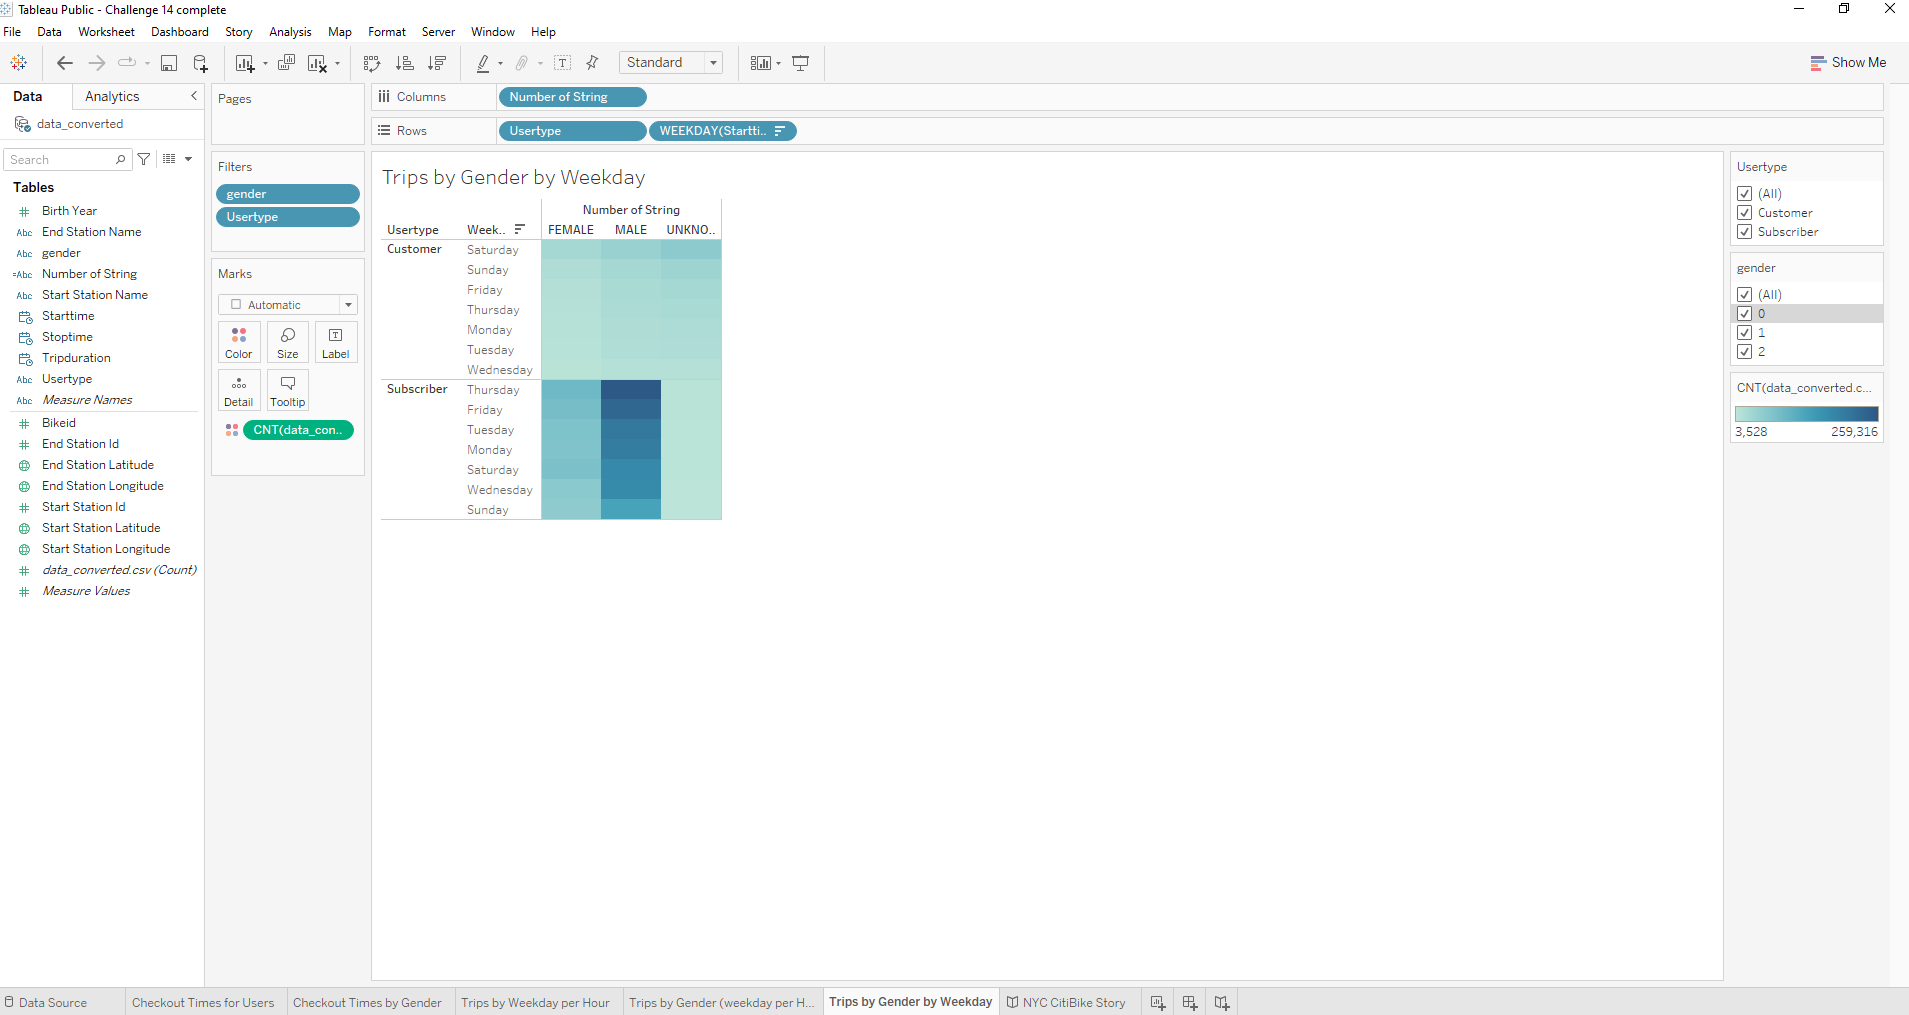 Tableau Public - Challenge 14 complete
File Data Worksheet Dashboard Story Analysis Map Format Server Window Help
Standard
Show Me
Data Analytics
data_converted
Search
Tables
Birth Year
Abc End Station Name
Abc gender
=Abc Number of String
Abc Start Station Name
Starttime
Stoptime
Tripduration
Abc Usertype
Abc Measure Names
Bikeid
End Station Id
End Station Latitude
End Station Longitude
Start Station Id
Start Station Latitude
Start Station Longitude
data_converted.csv (Count)
Measure Values
Pages
Filters
gender
Usertype
Marks
Automatic
Color Size Label
Detail Tooltip
CNT(data_con..
Columns Number of String
Rows Usertype WEEKDAY(Startti..
Trips by Gender by Weekday
Number of String
Usertype Week.. FEMALE MALE UNKNO..
Customer Saturday
Sunday
Friday
Thursday
Monday
Tuesday
Wednesday
Subscriber Thursday
Friday
Tuesday
Monday
Saturday
Wednesday
Sunday
Usertype
(All)
Customer
Subscriber
gender
(All)
0
1
2
CNT(data_converted.c...
3,528 259,316
Data Source Checkout Times for Users Checkout Times by Gender Trips by Weekday per Hour Trips by Gender (weekday per H... Trips by Gender by Weekday NYC CitiBike Story